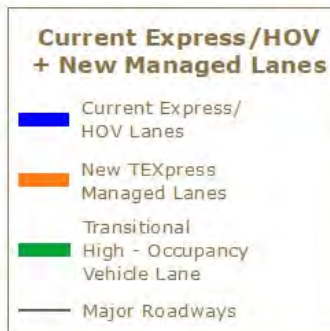 Current Express/HOV
+ New Managed Lanes
Current Express/
HOV Lanes
New TEXpress
Managed Lanes
Transitional
High - Occupancy
Vehicle Lane
Major Roadways